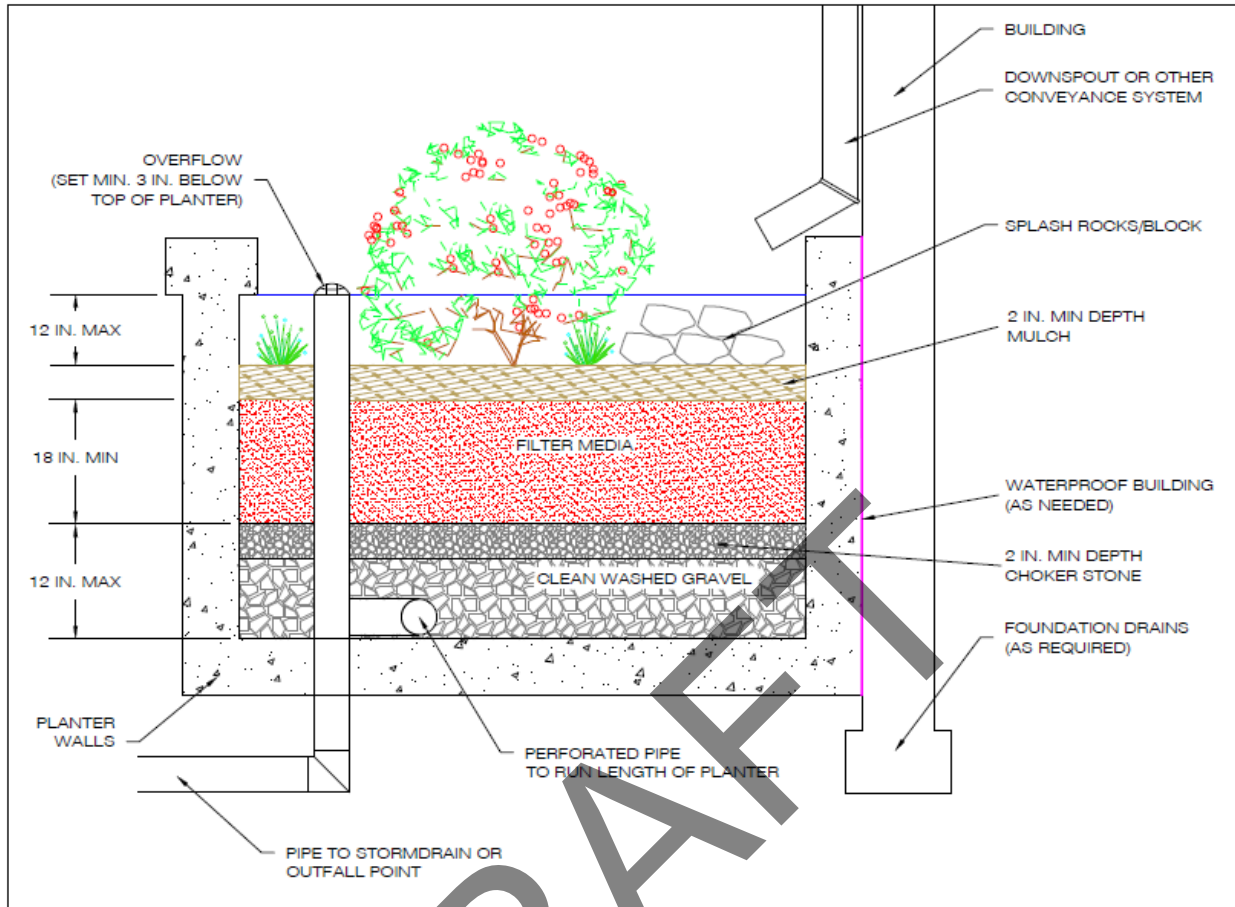 BUILDING
DOWNSPOUT OR OTHER
CONVEYANCE SYSTEM
OVERFLOW
(SET MIN. 3 IN. BELOW
TOP OF PLANTER)
SPLASH ROCKS/BLOCK
12 IN. MAX
2 IN. MIN DEPTH
MULCH
FILTER MEDIA
18 IN. MIN
WATERPROOF BUILDING
(AS NEEDED)
2 IN. MIN DEPTH
CHOKER STONE
12 IN. MAX
CLEAN WASHED GRAVEL
FOUNDATION DRAINS
(AS REQUIRED)
PLANTER
WALLS
PERFORATED PIPE
TO RUN LENGTH OF PLANTER
PIPE TO STORMDRAIN OR
OUTFALL POINT
RAFT